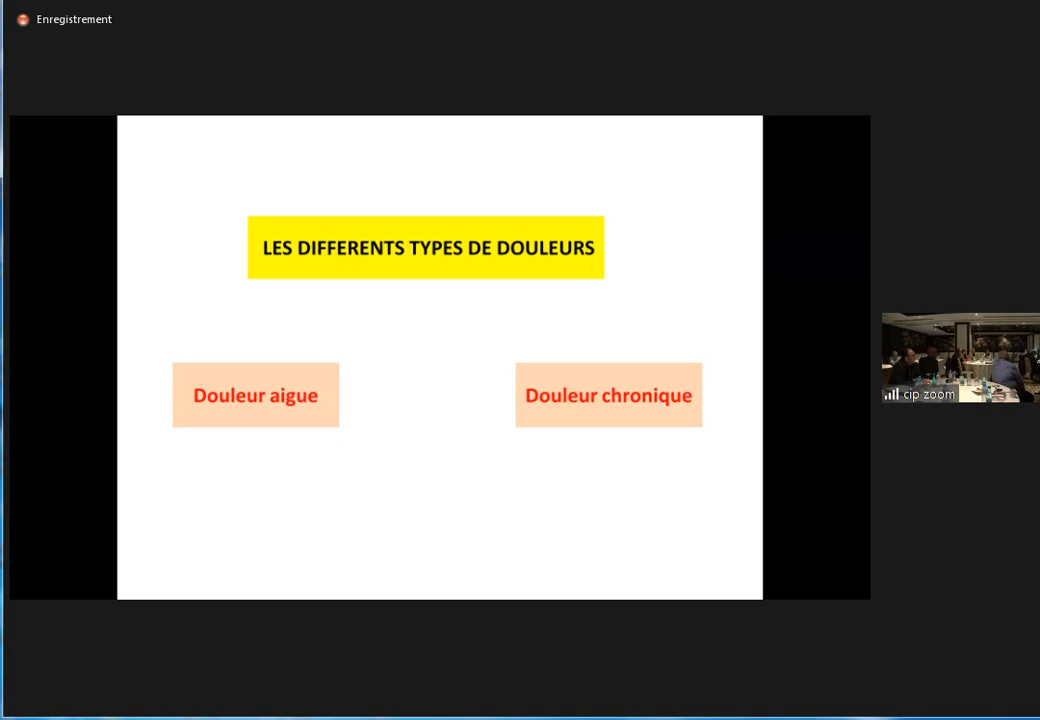 Enregistrement
LES DIFFERENTS TYPES DE DOULEURS
Douleur aigue
Douleur chronique
cip zoom